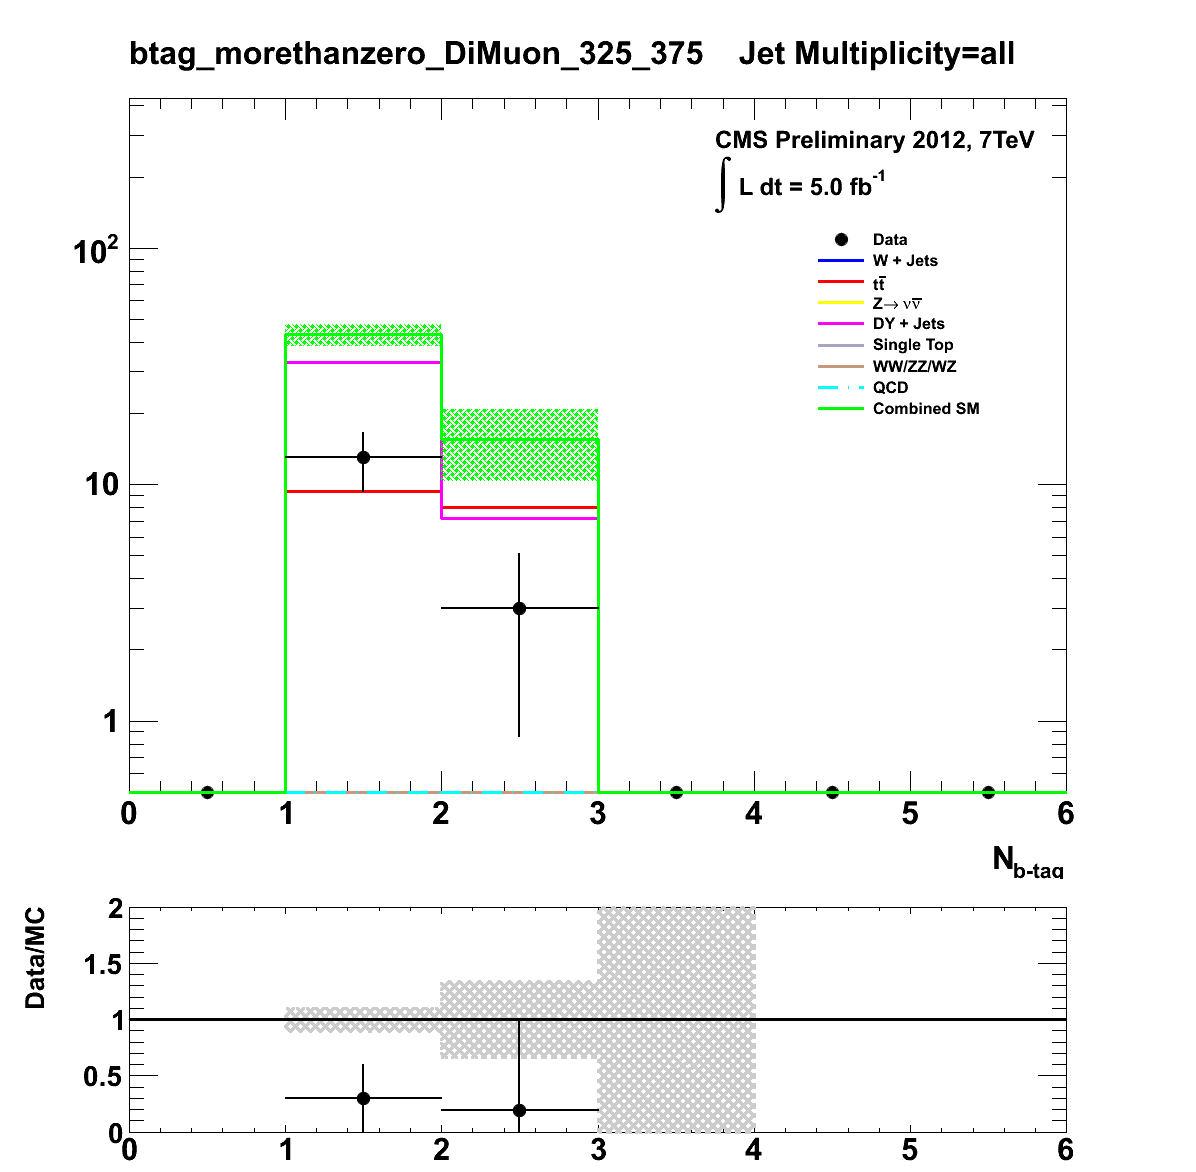 btag_morethanzero_DiMuon_325_375 Jet Multiplicity=all
CMS Preliminary 2012, 7TeV
∫ L dt = 5.0 fb⁻¹
Data
W + Jets
tt̅
Z→ νν̅
DY + Jets
Single Top
WW/ZZ/WZ
QCD
Combined SM
10²
10
1
0 1 2 3 4 5 6
N_b-tag
Data/MC
2
1.5
1
0.5
0
0 1 2 3 4 5 6